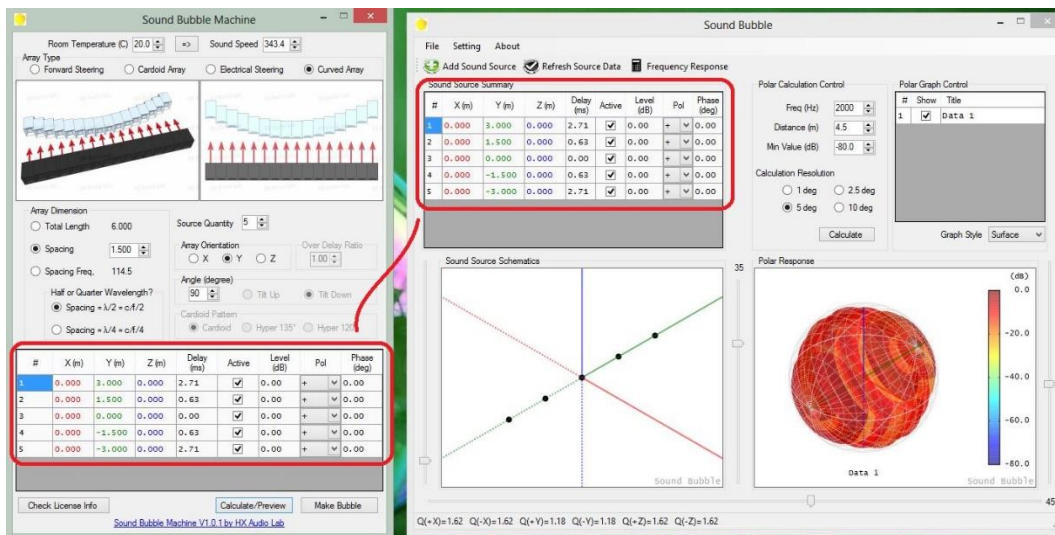 Sound Bubble Machine
Room Temperature (C) 20.0 => Sound Speed 343.4
Array Type
Forward Steering Cardoid Array Electrical Steering Curved Array
Array Dimension
Total Length 6.000
Spacing 1.500
Spacing Freq. 114.5
Half or Quarter Wavelength?
Spacing = λ/2 = c/f/2
Spacing = λ/4 = c/f/4
Source Quantity 5
Array Orientation
X Y Z
Over Delay Ratio
1.00
Angle (degree)
90 Tilt Up Tilt Down
Cardioid Pattern
Cardioid Hyper 135° Hyper 120°
# X (m) Y (m) Z (m) Delay (ms) Active Level (dB) Pol Phase (deg)
1 0.000 3.000 0.000 2.71 0.00 + 0.00
2 0.000 1.500 0.000 0.63 0.00 + 0.00
3 0.000 0.000 0.000 0.00 0.00 + 0.00
4 0.000 -1.500 0.000 0.63 0.00 + 0.00
5 0.000 -3.000 0.000 2.71 0.00 + 0.00
Check License Info Calculate/Preview Make Bubble
Sound Bubble Machine V1.0.1 by HX Audio Lab
Sound Bubble
File Setting About
Add Sound Source Refresh Source Data Frequency Response
Sound Source Summary
# X (m) Y (m) Z (m) Delay (ms) Active Level (dB) Pol Phase (deg)
1 0.000 3.000 0.000 2.71 0.00 + 0.00
2 0.000 1.500 0.000 0.63 0.00 + 0.00
3 0.000 0.000 0.000 0.00 0.00 + 0.00
4 0.000 -1.500 0.000 0.63 0.00 + 0.00
5 0.000 -3.000 0.000 2.71 0.00 + 0.00
Polar Calculation Control
Freq (Hz) 2000
Distance (m) 4.5
Min Value (dB) -80.0
Calculation Resolution
1 deg 2.5 deg
5 deg 10 deg
Calculate
Polar Graph Control
# Show Title
1 Data 1
Graph Style Surface
Sound Source Schematics
35
Sound Bubble
Polar Response
(dB)
0.0
-20.0
-40.0
-60.0
-80.0
Data 1
Sound Bubble
45
Q(+X)=1.62 Q(-X)=1.62 Q(+Y)=1.18 Q(-Y)=1.18 Q(+Z)=1.62 Q(-Z)=1.62